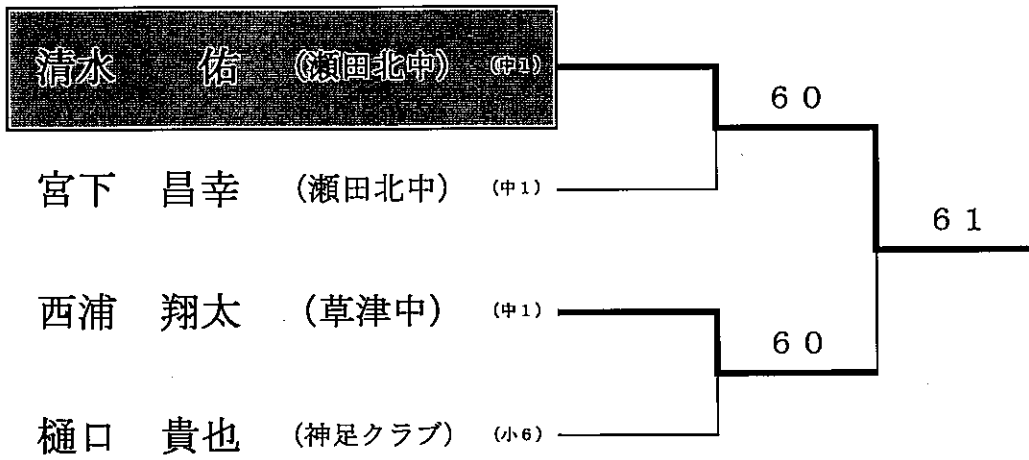 清水 佑 (瀬田北中) (中1)
60
宮下 昌幸 (瀬田北中) (中1)
61
西浦 翔太 (草津中) (中1)
60
樋口 貴也 (神足クラブ) (小6)